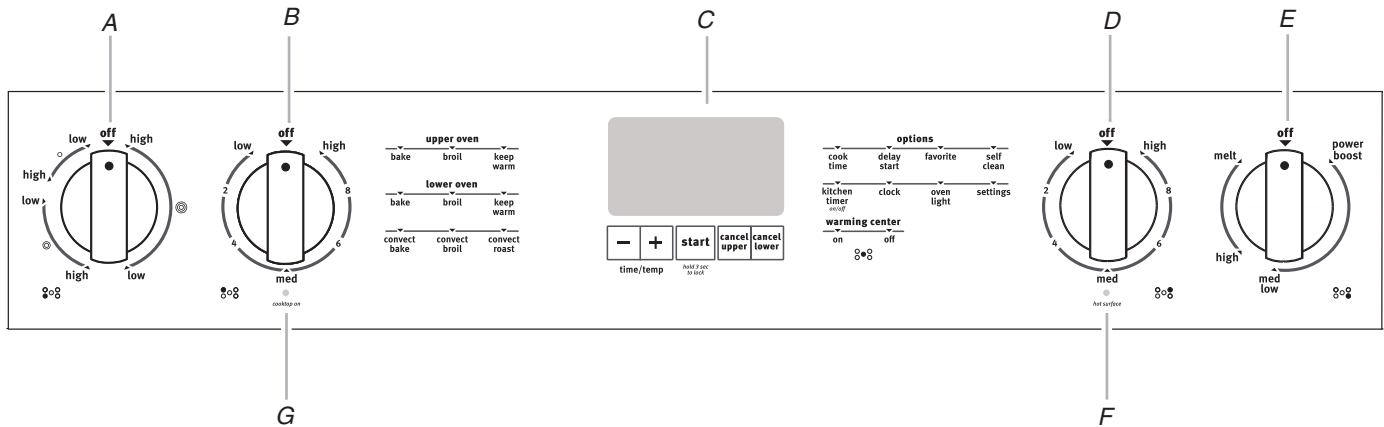 A
B
C
D
E
off
low
high
high
low
high
low
off
low
high
2
8
4
6
med
cooktop on
upper oven
bake
broil
keep
warm
lower oven
bake
broil
keep
warm
convect
bake
convect
broil
convect
roast
− +
time/temp
start
hold 3 sec
to lock
cancel
upper
cancel
lower
options
cook
time
delay
start
favorite
self
clean
kitchen
timer
on/off
clock
oven
light
settings
warming center
on
off
off
low
high
2
8
4
6
med
hot surface
off
melt
power
boost
high
med
low
G
F